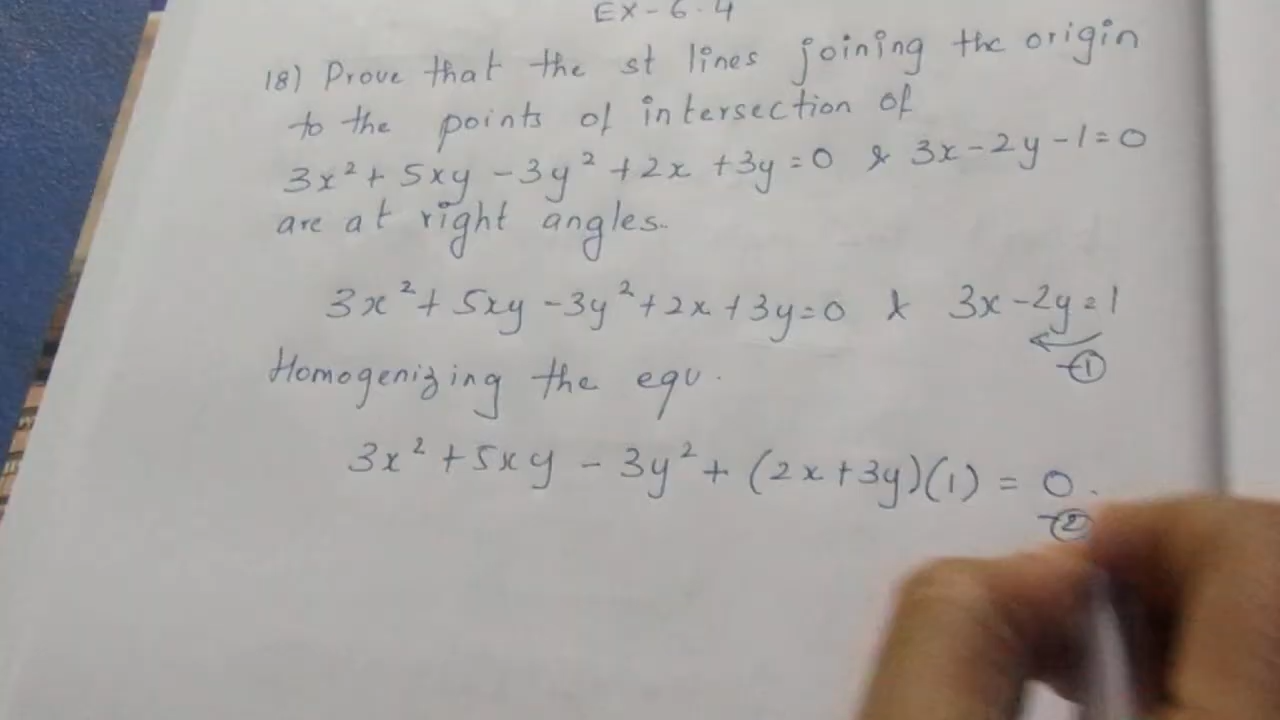 EX-6.4
18) Prove that the st lines joining the origin
to the points of intersection of
3x² + 5xy - 3y² + 2x + 3y = 0 & 3x - 2y - 1 = 0
are at right angles.
3x² + 5xy - 3y² + 2x + 3y = 0 & 3x - 2y = 1
①
Homogenizing the equ.
3x² + 5xy - 3y² + (2x + 3y)(1) = 0.
②